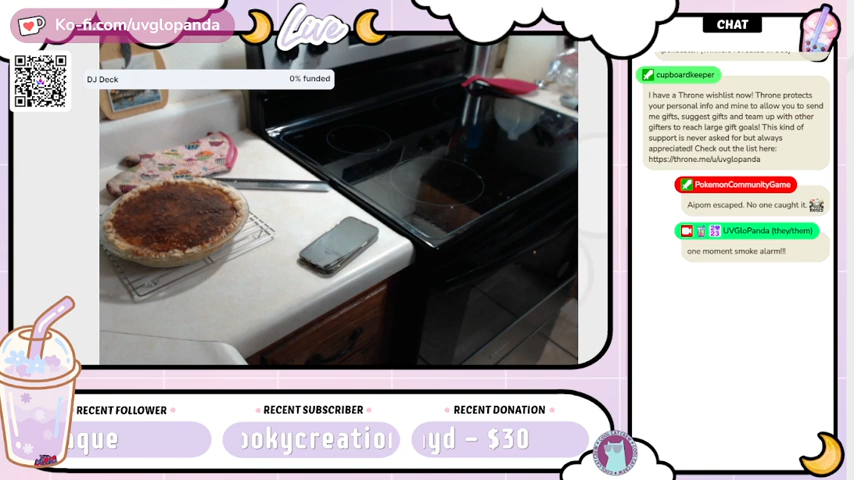 Ko-fi.com/uvglopanda
Live
CHAT
DJ Deck
0% funded
cupboardkeeper
I have a Throne wishlist now! Throne protects
your personal info and mine to allow you to send
me gifts, suggest gifts and team up with other
gifters to reach large gift goals! This kind of
support is never asked for but always
appreciated! Check out the list here:
https://throne.me/u/uvglopanda
PokemonCommunityGame
Aipom escaped. No one caught it.
UVGloPanda (they/them)
one moment smoke alarm!!!
RECENT FOLLOWER
RECENT SUBSCRIBER
RECENT DONATION
que
ookycreatio
yd - $30